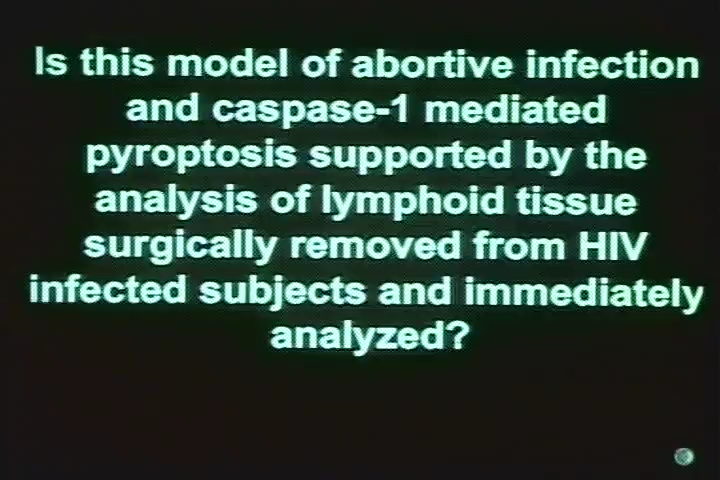 Is this model of abortive infection
and caspase-1 mediated
pyroptosis supported by the
analysis of lymphoid tissue
surgically removed from HIV
infected subjects and immediately
analyzed?